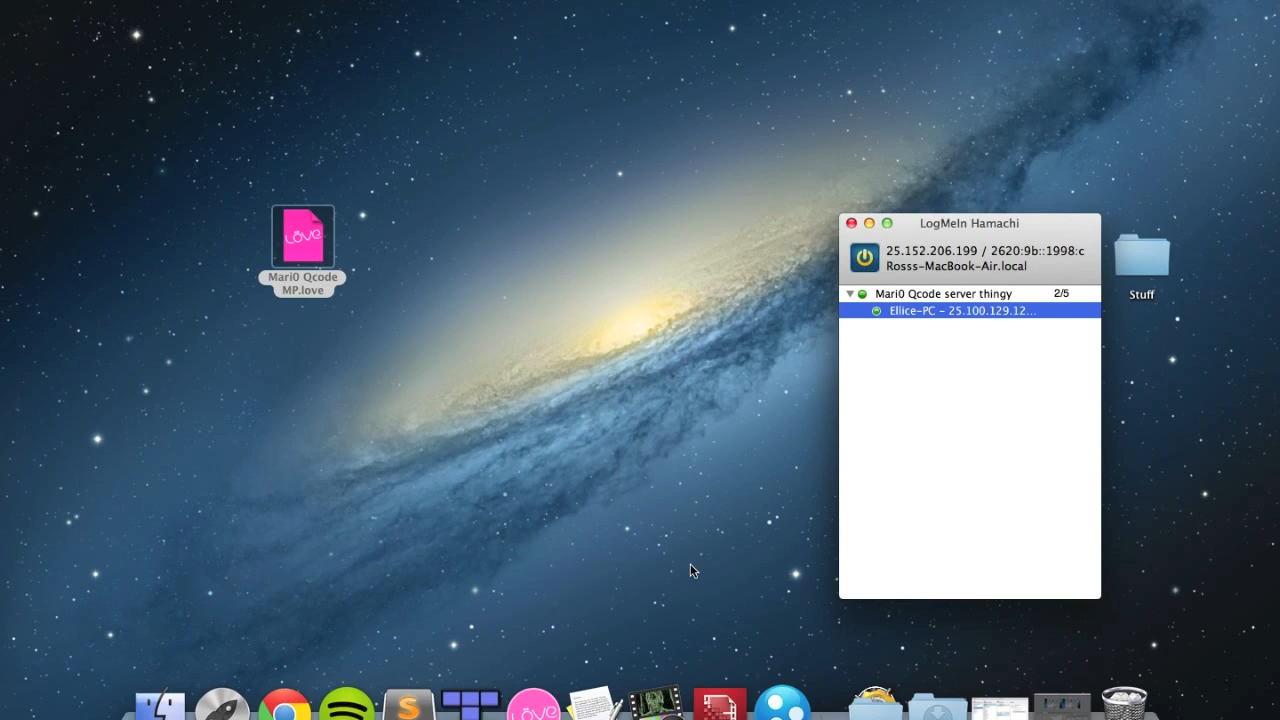 LogMeIn Hamachi
25.152.206.199 / 2620:9b::1998:c
Rosss-MacBook-Air.local
Mari0 Qcode server thingy 2/5
Ellice-PC - 25.100.129.12...
LÖVE
Mari0 Qcode
MP.love
Stuff
S
LÖVE